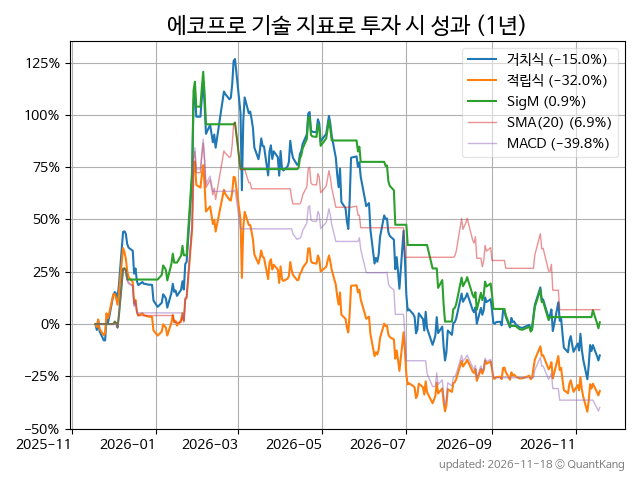 에코프로 기술 지표로 투자 시 성과 (1년)
거치식 (−15.0%)
적립식 (−32.0%)
SigM (0.9%)
SMA(20) (6.9%)
MACD (−39.8%)
125%
100%
75%
50%
25%
0%
−25%
−50%
2025-11
2026-01
2026-03
2026-05
2026-07
2026-09
2026-11
updated: 2026-11-18 © QuantKang